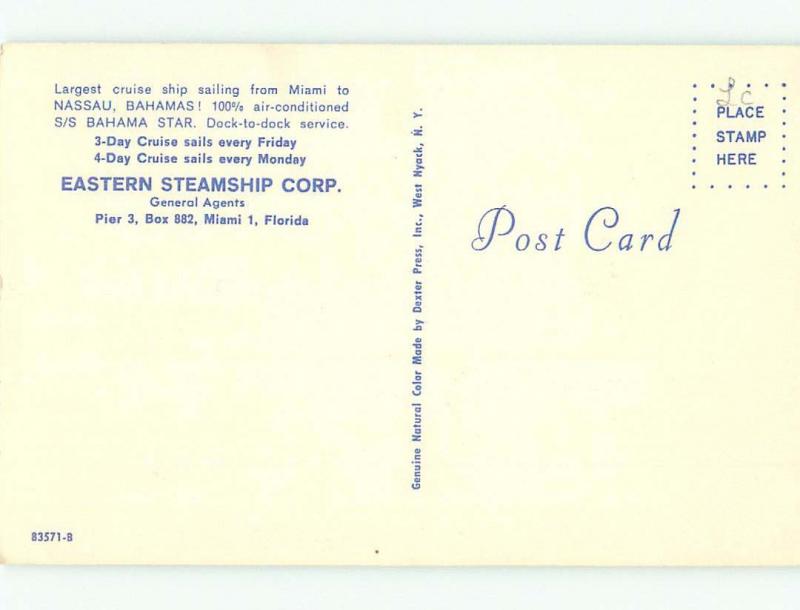 Largest cruise ship sailing from Miami to
NASSAU, BAHAMAS! 100% air-conditioned
S/S BAHAMA STAR. Dock-to-dock service.
3-Day Cruise sails every Friday
4-Day Cruise sails every Monday
EASTERN STEAMSHIP CORP.
General Agents
Pier 3, Box 882, Miami 1, Florida
83571-B
Genuine Natural Color Made by Dexter Press, Inc., West Nyack, N. Y.
Post Card
LC
PLACE
STAMP
HERE